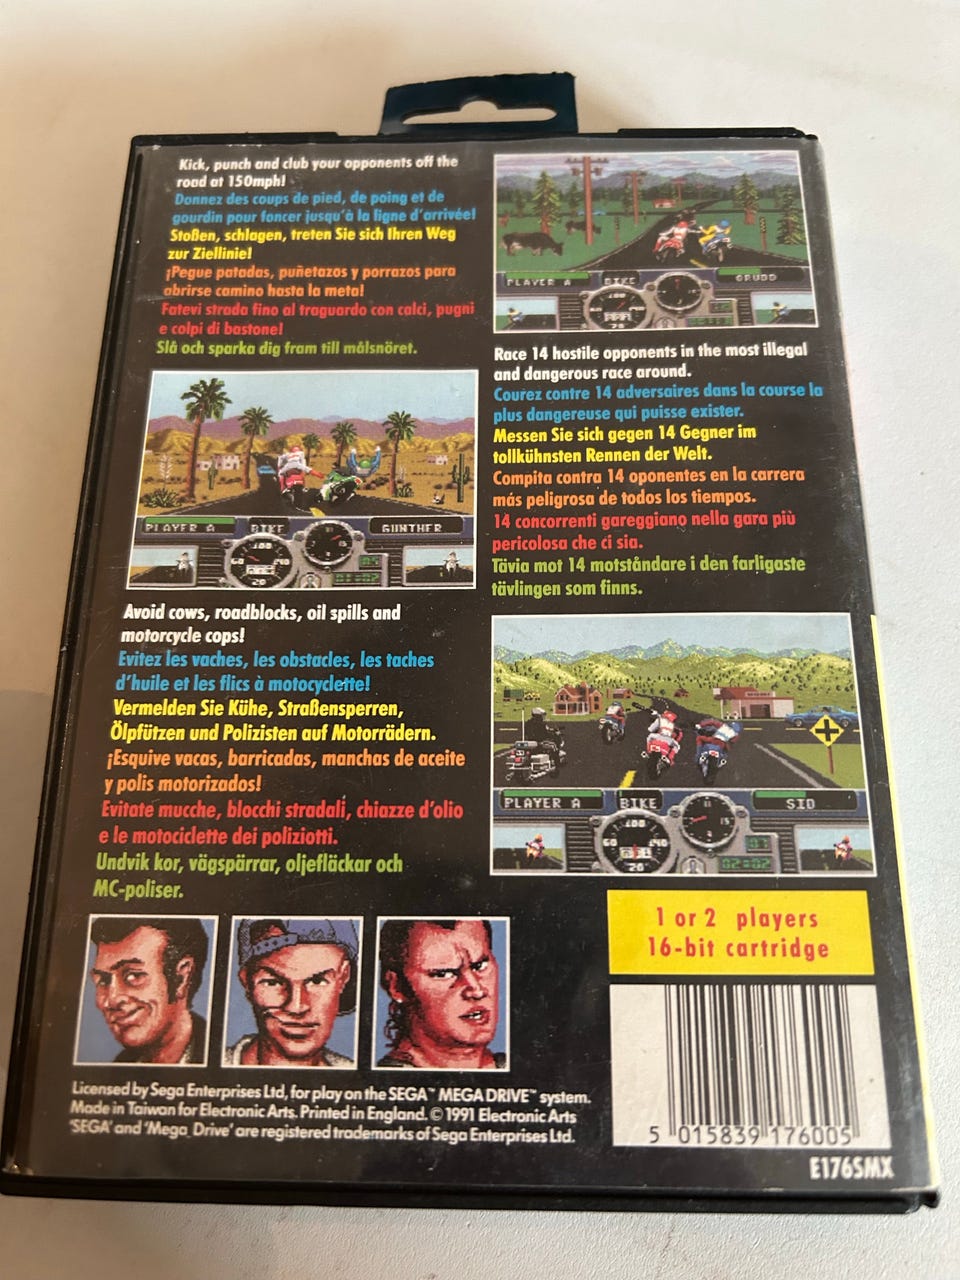 Kick, punch and club your opponents off the
road at 150mph!
Donnez des coups de pied, de poing et de
gourdin pour foncer jusqu'à la ligne d'arrivée!
Stoßen, schlagen, treten Sie sich Ihren Weg
zur Ziellinie!
¡Pegue patadas, puñetazos y porrazos para
abrirse camino hasta la meta!
Fatevi strada fino al traguardo con calci, pugni
e colpi di bastone!
Slå och sparka dig fram till målsnöret.
PLAYER A BIKE GRUDD
Race 14 hostile opponents in the most illegal
and dangerous race around.
Courez contre 14 adversaires dans la course la
plus dangereuse qui puisse exister.
Messen Sie sich gegen 14 Gegner im
tollkühnsten Rennen der Welt.
Compita contra 14 oponentes en la carrera
más peligrosa de todos los tiempos.
14 concorrenti gareggiano nella gara più
pericolosa che ci sia.
Tävia mot 14 motståndare i den farligaste
tävlingen som finns.
PLAYER A BIKE GUNTHER
Avoid cows, roadblocks, oil spills and
motorcycle cops!
Evitez les vaches, les obstacles, les taches
d'huile et les flics à motocyclette!
Vermelden Sie Kühe, Straßensperren,
Ölpfützen und Polizisten auf Motorrädern.
¡Esquive vacas, barricadas, manchas de aceite
y polis motorizados!
Evitate mucche, blocchi stradali, chiazze d'olio
e le motociclette dei poliziotti.
Undvik kor, vägspärrar, oljefläckar och
MC-poliser.
PLAYER A BIKE SID
1 or 2 players
16-bit cartridge
Licensed by Sega Enterprises Ltd, for play on the SEGA™ MEGA DRIVE™ system.
Made in Taiwan for Electronic Arts. Printed in England. © 1991 Electronic Arts
'SEGA' and 'Mega Drive' are registered trademarks of Sega Enterprises Ltd.
5 015839 176005
E176SMX